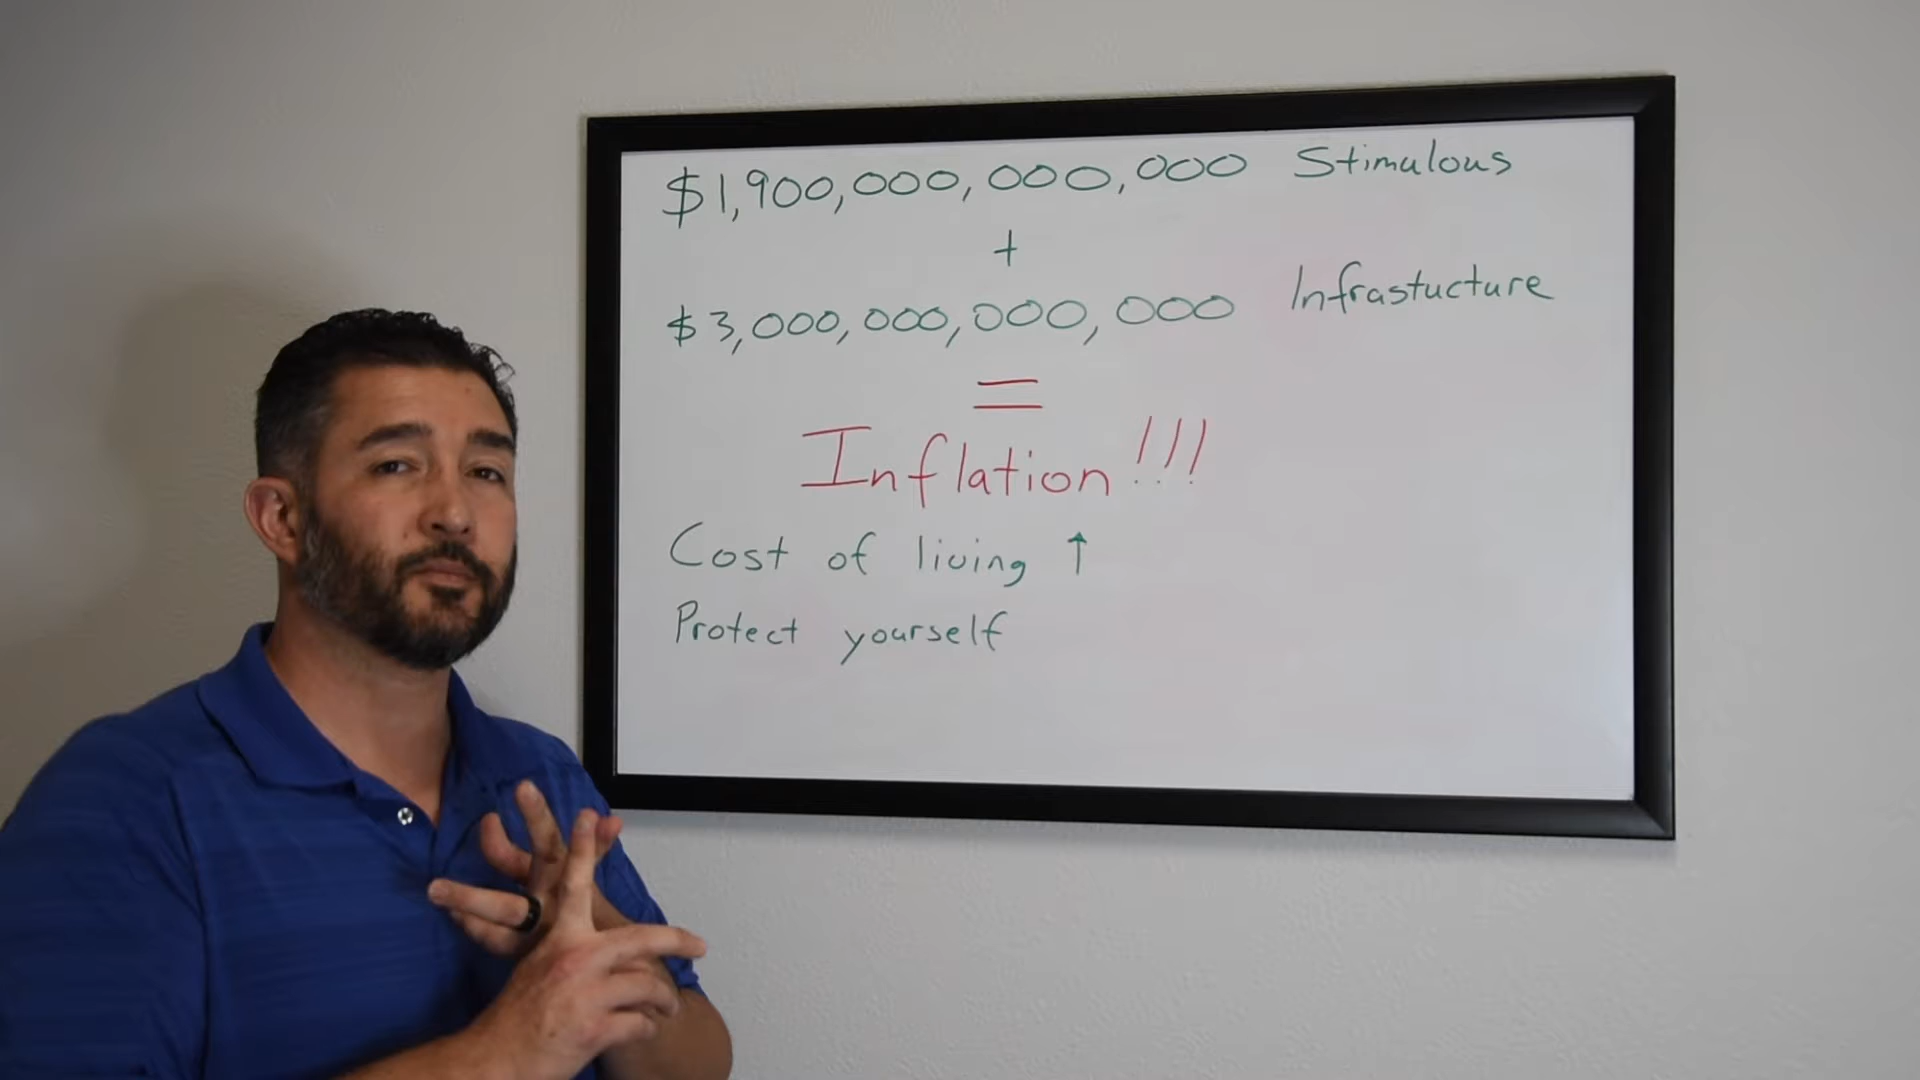 $1,900,000,000,000 Stimulous
+
$3,000,000,000,000 Infrastucture
=
Inflation!!!
Cost of living ↑
Protect yourself